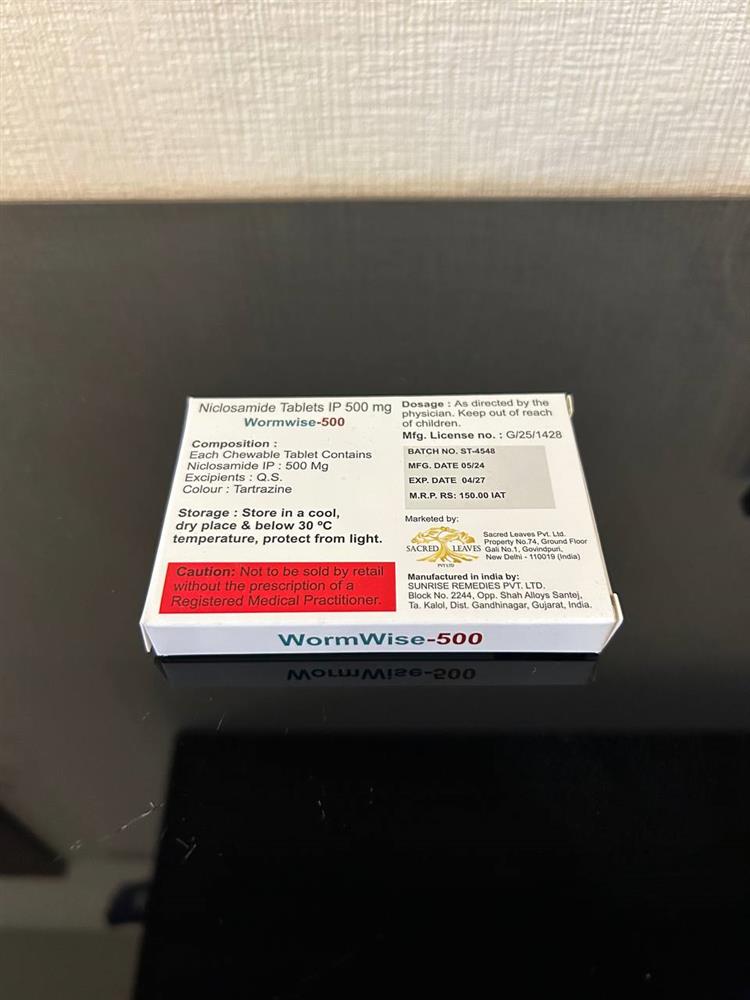 Niclosamide Tablets IP 500 mg
Wormwise-500
Composition :
Each Chewable Tablet Contains
Niclosamide IP : 500 Mg
Excipients : Q.S.
Colour : Tartrazine
Storage : Store in a cool,
dry place & below 30 ºC
temperature, protect from light.
Caution: Not to be sold by retail
without the prescription of a
Registered Medical Practitioner.
Dosage : As directed by the
physician. Keep out of reach
of children.
Mfg. License no. : G/25/1428
BATCH NO. ST-4548
MFG. DATE 05/24
EXP. DATE 04/27
M.R.P. RS: 150.00 IAT
Marketed by:
SACRED LEAVES
PVT LTD
Sacred Leaves Pvt. Ltd.
Property No.74, Ground Floor
Gali No.1, Govindpuri,
New Delhi - 110019 (India)
Manufactured in india by:
SUNRISE REMEDIES PVT. LTD.
Block No. 2244, Opp. Shah Alloys Santej,
Ta. Kalol, Dist. Gandhinagar, Gujarat, India.
WormWise-500